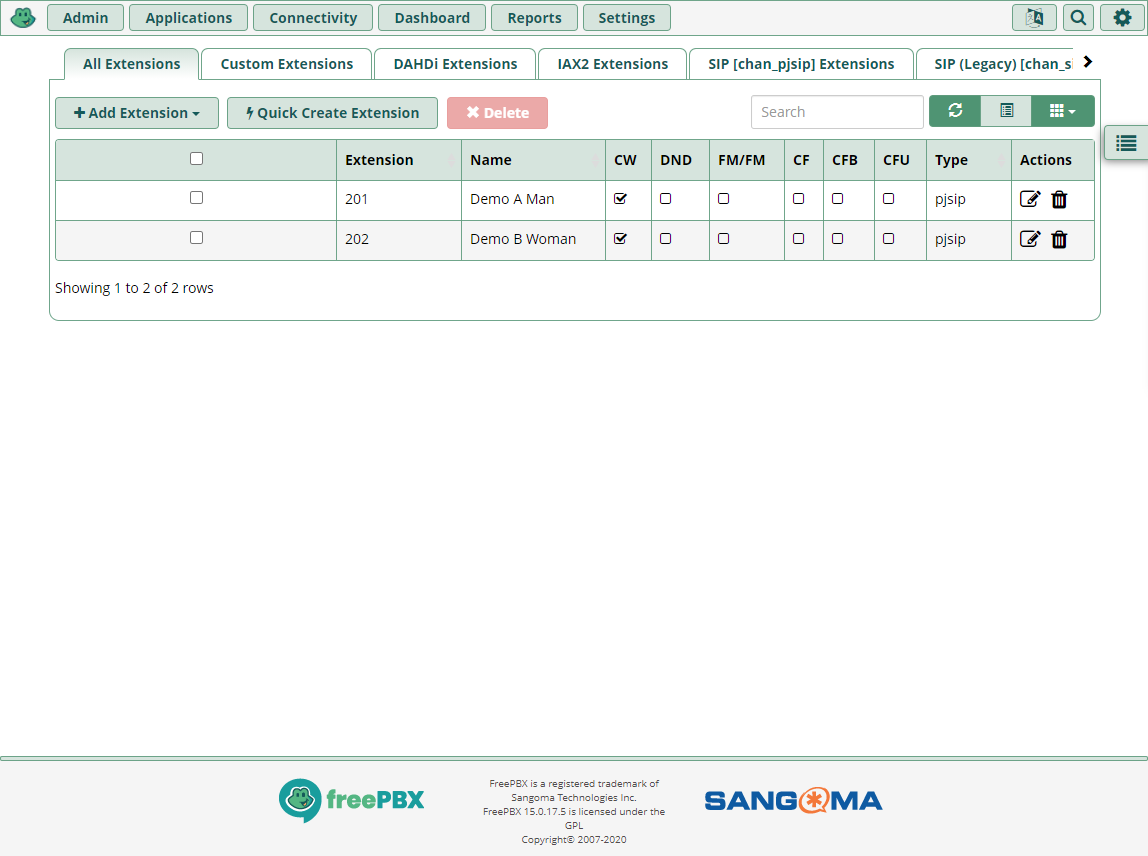 Admin Applications Connectivity Dashboard Reports Settings
All Extensions Custom Extensions DAHDi Extensions IAX2 Extensions SIP [chan_pjsip] Extensions SIP (Legacy) [chan_s
Add Extension Quick Create Extension Delete Search
Extension Name CW DND FM/FM CF CFB CFU Type Actions
201 Demo A Man pjsip
202 Demo B Woman pjsip
Showing 1 to 2 of 2 rows
freePBX
FreePBX is a registered trademark of
Sangoma Technologies Inc.
FreePBX 15.0.17.5 is licensed under the
GPL
Copyright© 2007-2020
SANGOMA